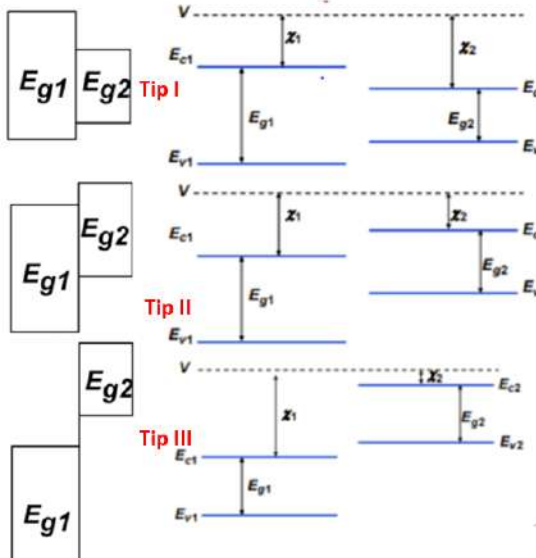 V
χ1
χ2
Ec1
Eg1 Eg2 Tip I
Eg1
Eg2
Ev1
V
χ1
χ2
Eg2
Ec1
Eg1
Eg2
Eg1
Tip II
Ev1
V
χ2
Eg2
Ec2
χ1
Eg2
Tip III
Ev2
Ec1
Eg1
Eg1
Ev1